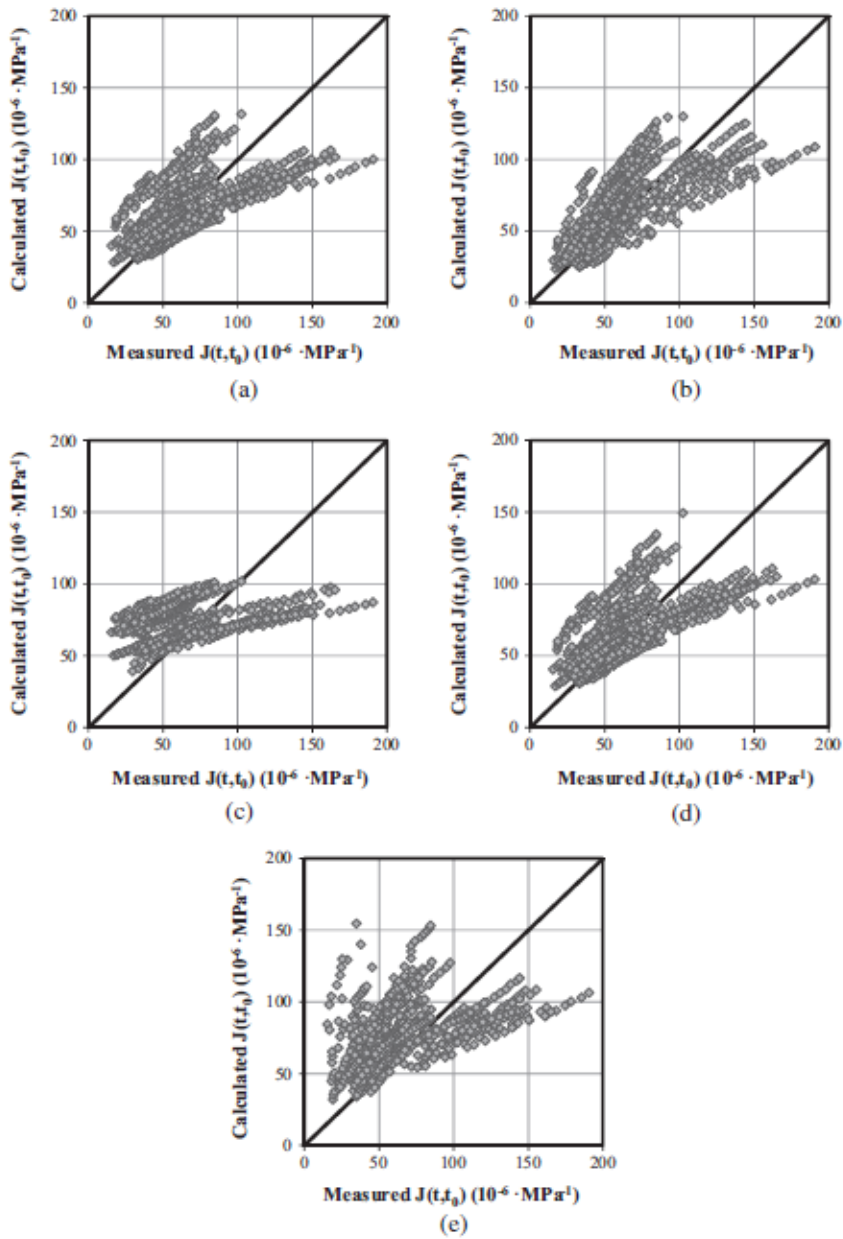 Calculated J(t,t₀) (10⁻⁶ ·MPa⁻¹)
200
150
100
50
0
0 50 100 150 200
Measured J(t,t₀) (10⁻⁶ ·MPa⁻¹)
(a)
Calculated J(t,t₀) (10⁻⁶ ·MPa⁻¹)
200
150
100
50
0
0 50 100 150 200
Measured J(t,t₀) (10⁻⁶ ·MPa⁻¹)
(b)
Calculated J(t,t₀) (10⁻⁶ ·MPa⁻¹)
200
150
100
50
0
0 50 100 150 200
Measured J(t,t₀) (10⁻⁶ ·MPa⁻¹)
(c)
Calculated J(t,t₀) (10⁻⁶ ·MPa⁻¹)
200
150
100
50
0
0 50 100 150 200
Measured J(t,t₀) (10⁻⁶ ·MPa⁻¹)
(d)
Calculated J(t,t₀) (10⁻⁶ ·MPa⁻¹)
200
150
100
50
0
0 50 100 150 200
Measured J(t,t₀) (10⁻⁶ ·MPa⁻¹)
(e)